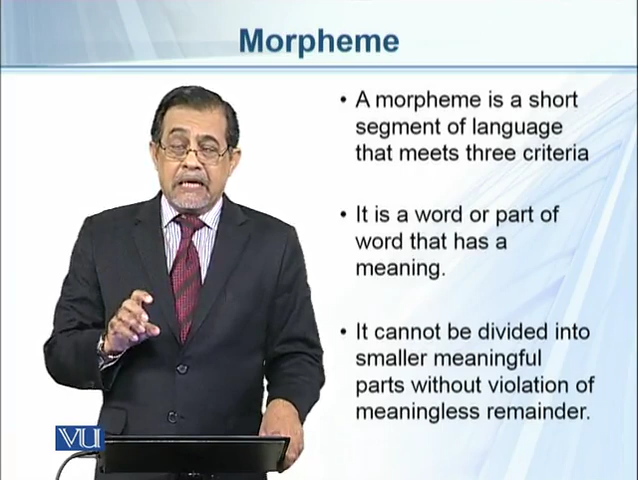 Morpheme
• A morpheme is a short
segment of language
that meets three criteria
• It is a word or part of
word that has a
meaning.
• It cannot be divided into
smaller meaningful
parts without violation of
meaningless remainder.
VU